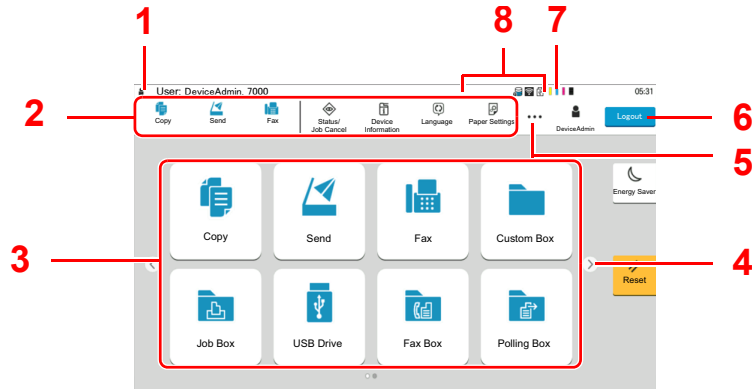 1
8
7
User: DeviceAdmin, 7000
05:31
2
Copy
Send
Fax
Status/
Job Cancel
Device
Information
Language
Paper Settings
DeviceAdmin
Logout
6
5
Energy Saver
Copy
Send
Fax
Custom Box
3
4
Reset
Job Box
USB Drive
Fax Box
Polling Box